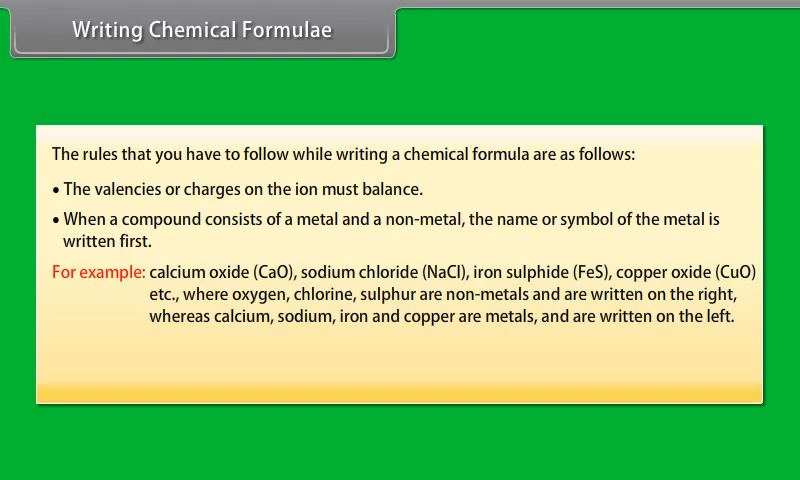 Writing Chemical Formulae
The rules that you have to follow while writing a chemical formula are as follows:
• The valencies or charges on the ion must balance.
• When a compound consists of a metal and a non-metal, the name or symbol of the metal is
written first.
For example: calcium oxide (CaO), sodium chloride (NaCl), iron sulphide (FeS), copper oxide (CuO)
etc., where oxygen, chlorine, sulphur are non-metals and are written on the right,
whereas calcium, sodium, iron and copper are metals, and are written on the left.